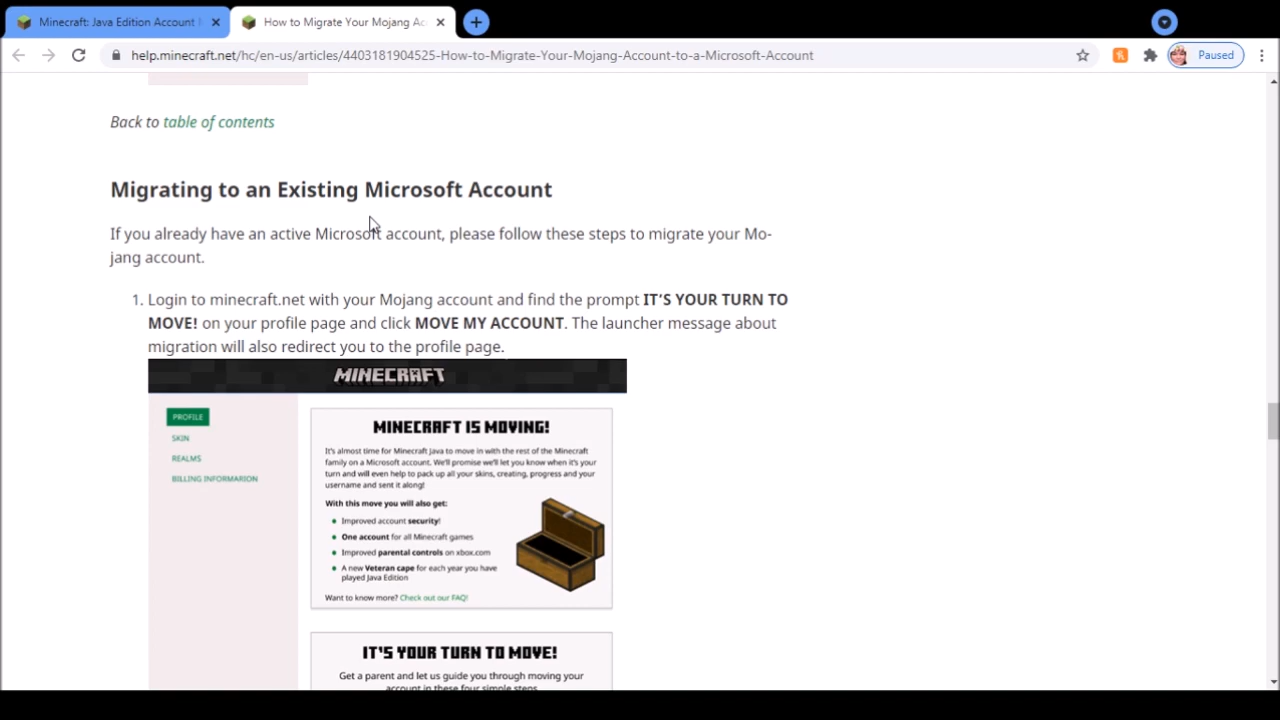 Minecraft: Java Edition Account
How to Migrate Your Mojang Ac
help.minecraft.net/hc/en-us/articles/4403181904525-How-to-Migrate-Your-Mojang-Account-to-a-Microsoft-Account
Paused
Back to table of contents
Migrating to an Existing Microsoft Account
If you already have an active Microsoft account, please follow these steps to migrate your Mo-
jang account.
1. Login to minecraft.net with your Mojang account and find the prompt IT'S YOUR TURN TO
MOVE! on your profile page and click MOVE MY ACCOUNT. The launcher message about
migration will also redirect you to the profile page.
MINECRAFT
PROFILE
SKIN
REALMS
BILLING INFORMARION
MINECRAFT IS MOVING!
It's almost time for Minecraft Java to move in with the rest of the Minecraft
family on a Microsoft account. We'll promise we'll let you know when it's your
turn and will even help to pack up all your skins, creating, progress and your
username and sent it along!
With this move you will also get:
Improved account security!
One account for all Minecraft games
Improved parental controls on xbox.com
A new Veteran cape for each year you have
played Java Edition
Want to know more? Check out our FAQ!
IT'S YOUR TURN TO MOVE!
Get a parent and let us guide you through moving your
account in these four simple steps